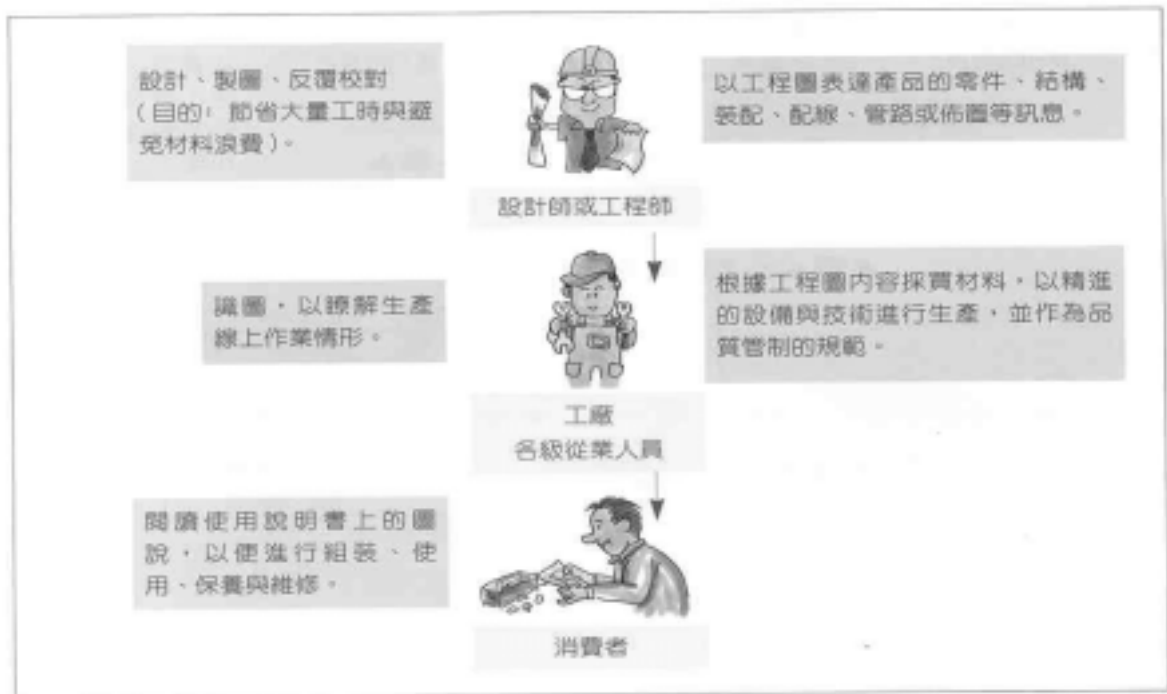 設計、製圖、反覆校對
(目的：節省大量工時與避
免材料浪費)。
以工程圖表達產品的零件、結構、
裝配、配線、管路或佈置等訊息。
設計師或工程師
識圖，以瞭解生產
線上作業情形。
根據工程圖內容採買材料，以精進
的設備與技術進行生產，並作為品
質管制的規範。
工廠
各級從業人員
閱讀使用說明書上的圖
說，以便進行組裝、使
用、保養與維修。
消費者